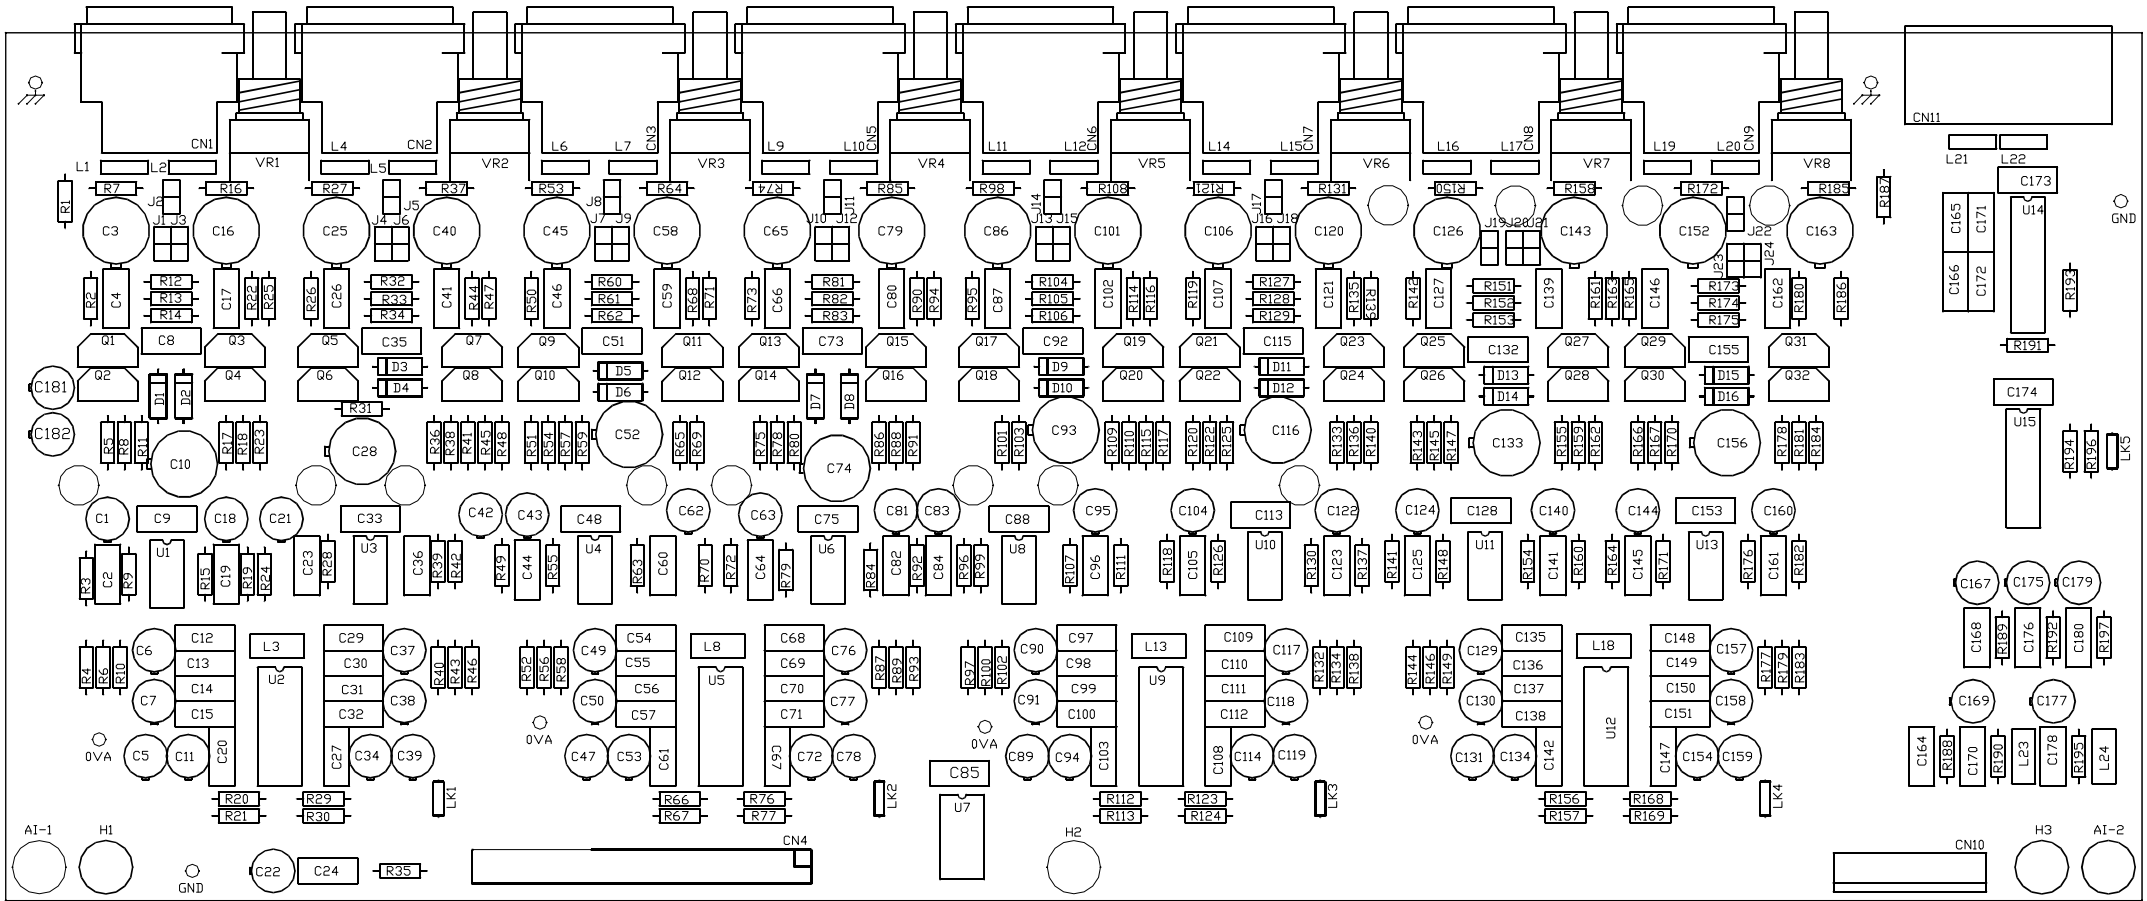 CN1 CN2 CN3 CN5 CN6 CN7 CN8 CN9 CN11
L1 L2 L4 L5 L6 L7 L9 L10 L11 L12 L14 L15 L16 L17 L19 L20 L21 L22
VR1 VR2 VR3 VR4 VR5 VR6 VR7 VR8
R1 R7 R16 R27 R37 R53 R64 R74 R85 R98 R108 R121 R131 R150 R158 R172 R185 R187 C173
J2 J5 J8 J11 J14 J17 J22
J1 J3 J4 J6 J7 J9 J10 J12 J13 J15 J16 J18 J19 J20 J21 J23 J24
C3 C16 C25 C40 C45 C58 C65 C79 C86 C101 C106 C120 C126 C143 C152 C163 C165 C171 U14 GND
R12 R32 R60 R81 R104 R127 R151 R173
R2 C4 R13 C17 R22 R25 R26 C26 R33 C41 R44 R47 R50 C46 R61 C59 R68 R71 R73 C66 R82 C80 R90 R94 R95 C87 R105 C102 R114 R116 R119 C107 R128 C121 R135 R139 R142 C127 R152 C139 R161 R163 R165 C146 R174 C162 R180 R186 C166 C172 R193
R14 R34 R62 R83 R106 R129 R153 R175
Q1 C8 Q3 Q5 C35 Q7 Q9 C51 Q11 Q13 C73 Q15 Q17 C92 Q19 Q21 C115 Q23 Q25 C132 Q27 Q29 C155 Q31 R191
D3 D5 D9 D11 D13 D15
Q2 Q4 Q6 Q8 Q10 Q12 Q14 Q16 Q18 Q20 Q22 Q24 Q26 Q28 Q30 Q32
C181 D1 D2 D4 D6 D7 D8 D10 D12 D14 D16 C174
R31 U15
C182 R5 R8 R11 C10 R17 R18 R23 C28 R36 R38 R41 R45 R48 R51 R54 R57 R59 C52 R65 R69 R75 R78 R80 C74 R86 R88 R91 R101 R103 C93 R109 R110 R115 R117 R120 R122 R125 C116 R133 R136 R140 R143 R145 R147 C133 R155 R159 R162 R166 R167 R170 C156 R178 R181 R184 R194 R196 LK5
C1 C9 C18 C21 C33 C42 C43 C48 C62 C63 C75 C81 C83 C88 C95 C104 C113 C122 C124 C128 C140 C144 C153 C160
U1 U3 U4 U6 U8 U10 U11 U13
R3 C2 R9 R15 C19 R19 R24 C23 R28 C36 R39 R42 R49 C44 R55 R63 C60 R70 R72 C64 R79 R84 C82 R92 C84 R96 R99 R107 C96 R111 R118 C105 R126 R130 C123 R137 R141 C125 R148 R154 C141 R160 R164 C145 R171 R176 C161 R182
C167 C175 C179
C168 R189 C176 R192 C180 R197
C12 C29 C54 C68 C97 C109 C135 C148
C6 L3 C37 C49 L8 C76 C90 L13 C117 C129 L18 C157
C13 C30 C55 C69 C98 C110 C136 C149
R4 R6 R10 U2 R40 R43 R46 R52 R56 R58 U5 R87 R89 R93 R97 R100 R102 U9 R132 R134 R138 R144 R146 R149 U12 R177 R179 R183
C14 C31 C56 C70 C99 C111 C137 C150
C7 C38 C50 C77 C91 C118 C130 C158 C169 C177
C15 C32 C57 C71 C100 C112 C138 C151
0VA 0VA 0VA 0VA
C5 C11 C20 C27 C34 C39 C47 C53 C61 C67 C72 C78 C89 C94 C103 C108 C114 C119 C131 C134 C142 C147 C154 C159 C164 R188 C170 R190 L23 C178 R195 L24
C85
R20 R29 LK1 R66 R76 LK2 R112 R123 LK3 R156 R168 LK4
R21 R30 R67 R77 U7 R113 R124 R157 R169
AI-1 H1 CN4 H2 CN10 H3 AI-2
GND C22 C24 R35